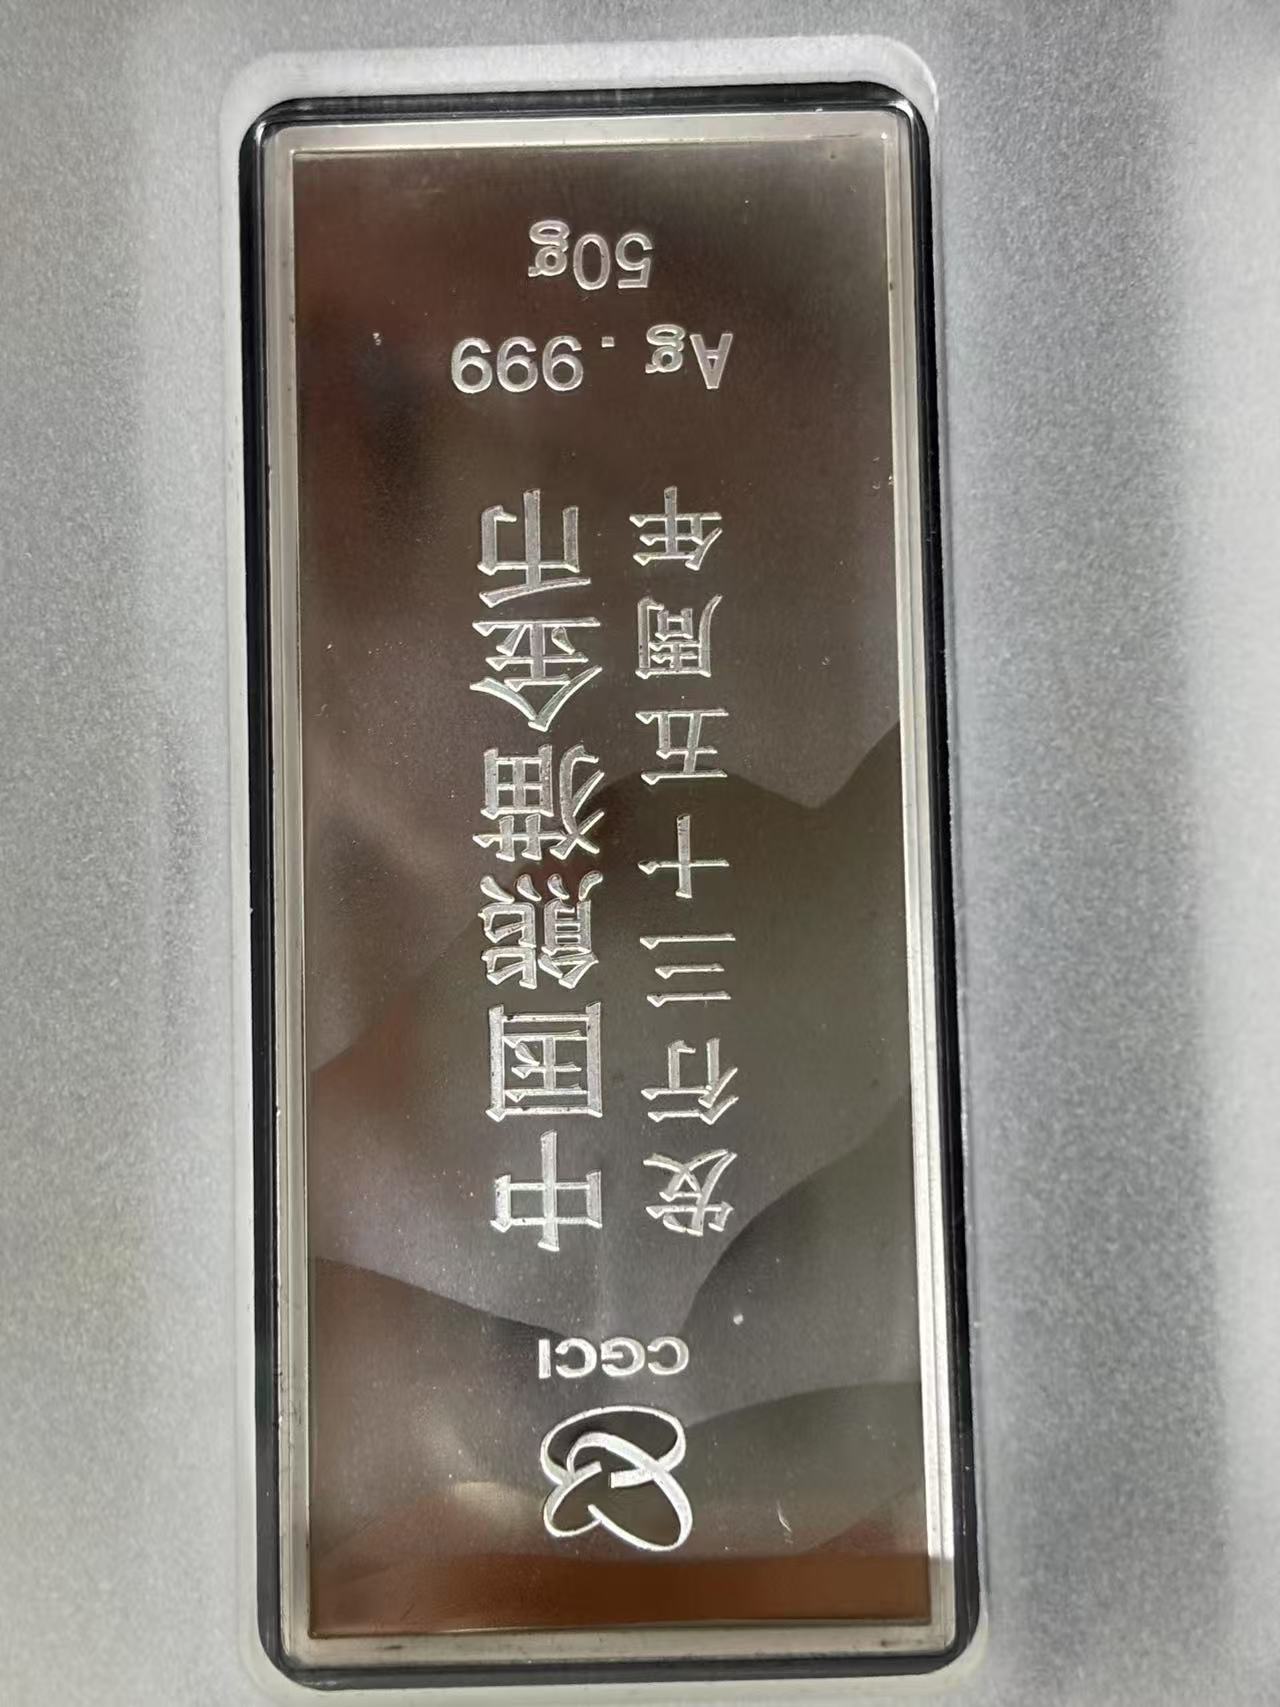 CGCI
中国熊猫金币
发行三十五周年
Ag .999
50g